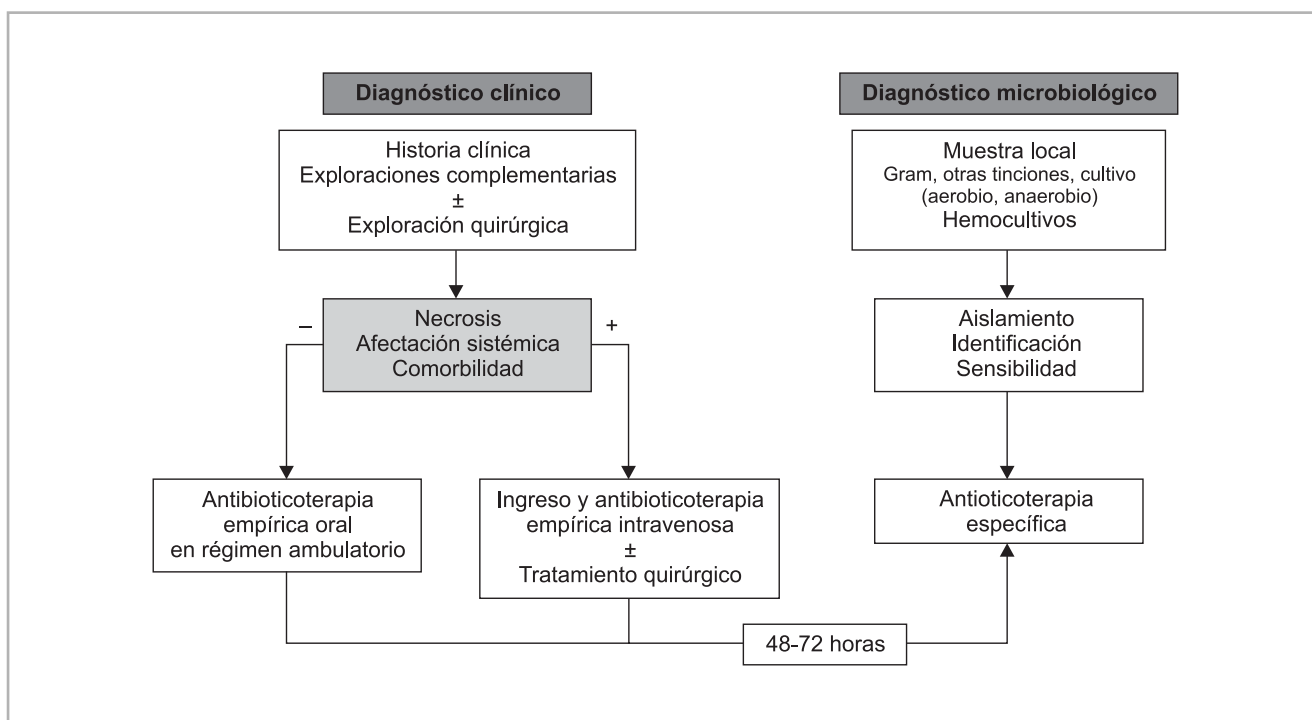 Diagnóstico clínico
Historia clínica
Exploraciones complementarias
±
Exploración quirúrgica
–
+
Necrosis
Afectación sistémica
Comorbilidad
Antibioticoterapia
empírica oral
en régimen ambulatorio
Ingreso y antibioticoterapia
empírica intravenosa
±
Tratamiento quirúrgico
48-72 horas
Diagnóstico microbiológico
Muestra local
Gram, otras tinciones, cultivo
(aerobio, anaerobio)
Hemocultivos
Aislamiento
Identificación
Sensibilidad
Antioticoterapia
específica